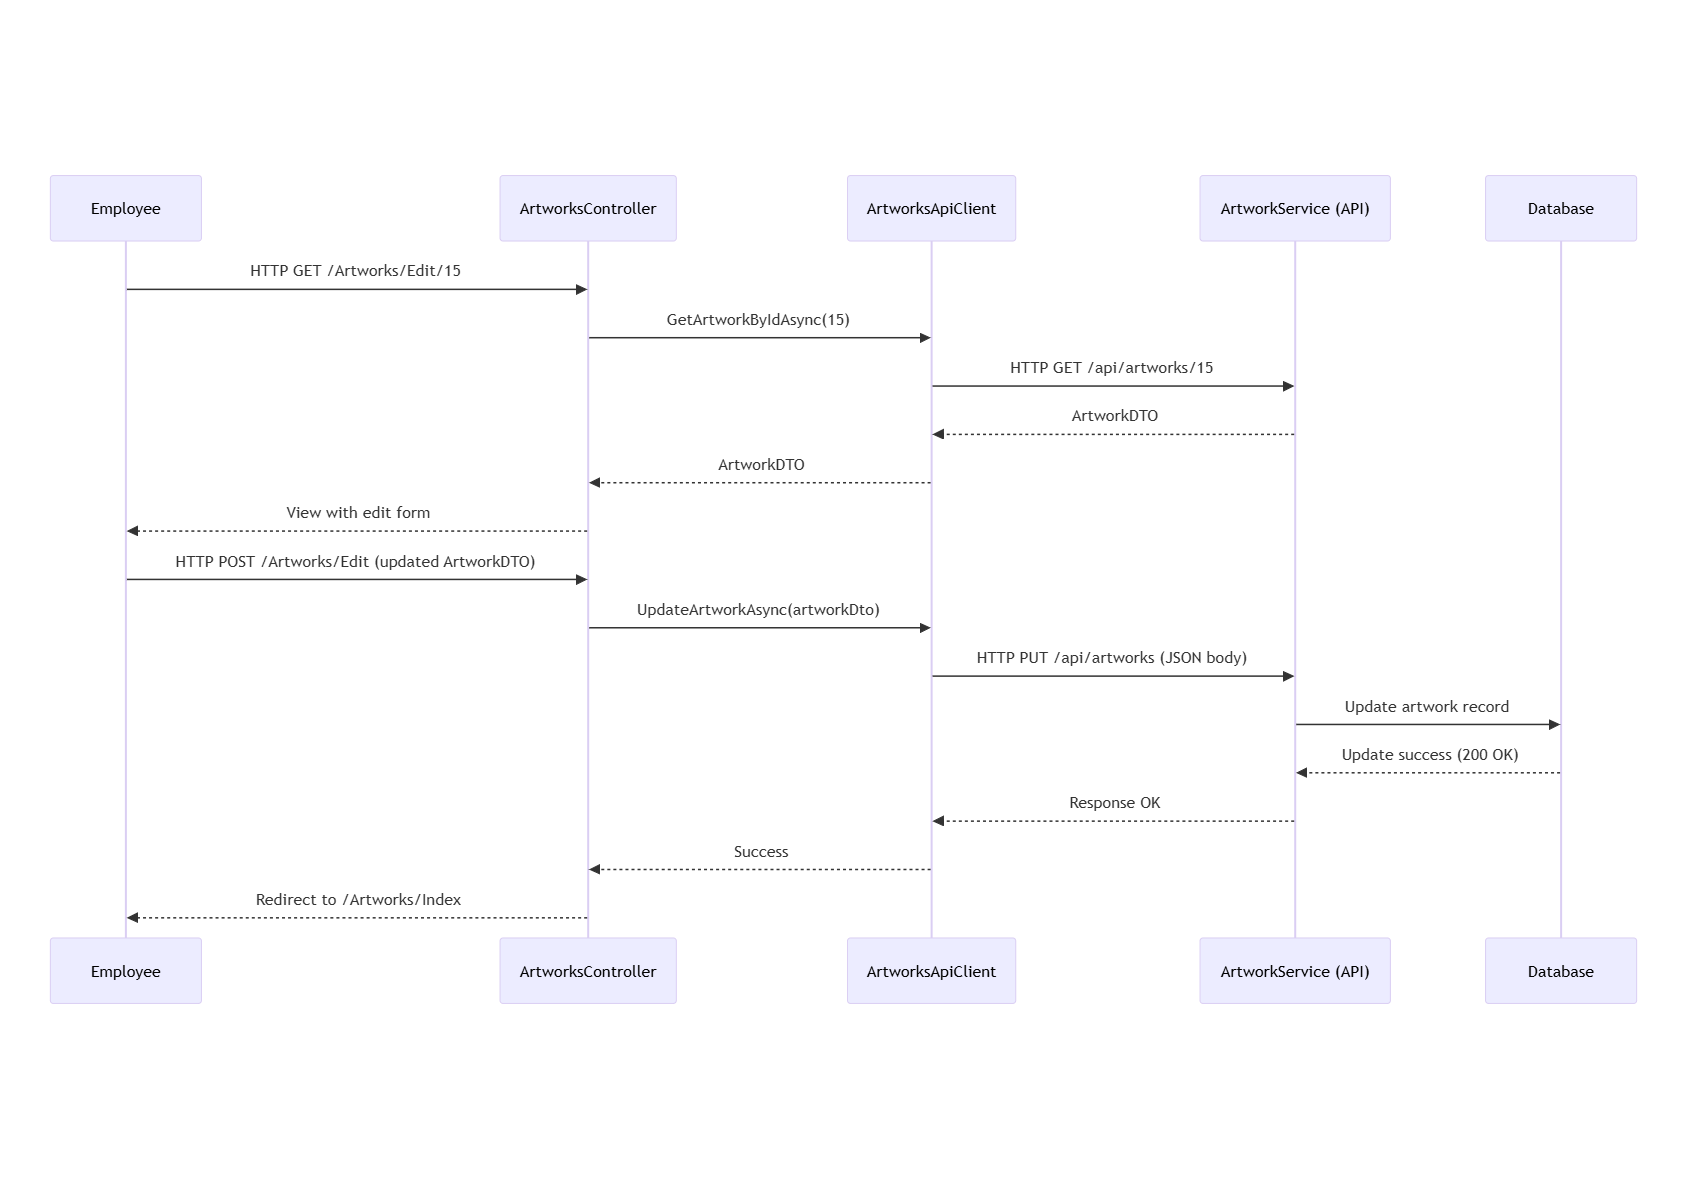 Employee
ArtworksController
ArtworksApiClient
ArtworkService (API)
Database
HTTP GET /Artworks/Edit/15
GetArtworkByIdAsync(15)
HTTP GET /api/artworks/15
ArtworkDTO
ArtworkDTO
View with edit form
HTTP POST /Artworks/Edit (updated ArtworkDTO)
UpdateArtworkAsync(artworkDto)
HTTP PUT /api/artworks (JSON body)
Update artwork record
Update success (200 OK)
Response OK
Success
Redirect to /Artworks/Index
Employee
ArtworksController
ArtworksApiClient
ArtworkService (API)
Database